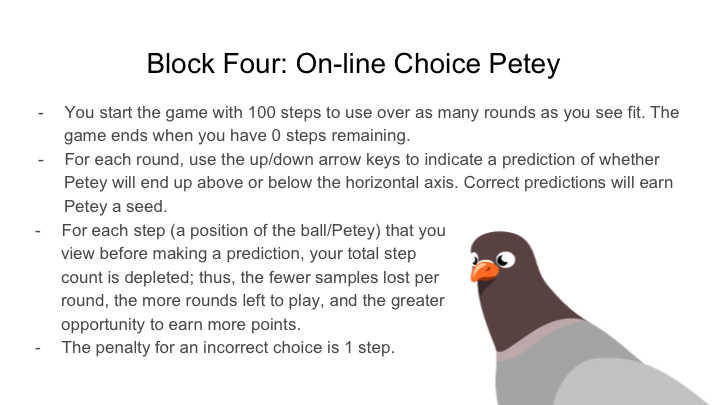 Block Four: On-line Choice Petey
- You start the game with 100 steps to use over as many rounds as you see fit. The
game ends when you have 0 steps remaining.
- For each round, use the up/down arrow keys to indicate a prediction of whether
Petey will end up above or below the horizontal axis. Correct predictions will earn
Petey a seed.
- For each step (a position of the ball/Petey) that you
view before making a prediction, your total step
count is depleted; thus, the fewer samples lost per
round, the more rounds left to play, and the greater
opportunity to earn more points.
- The penalty for an incorrect choice is 1 step.